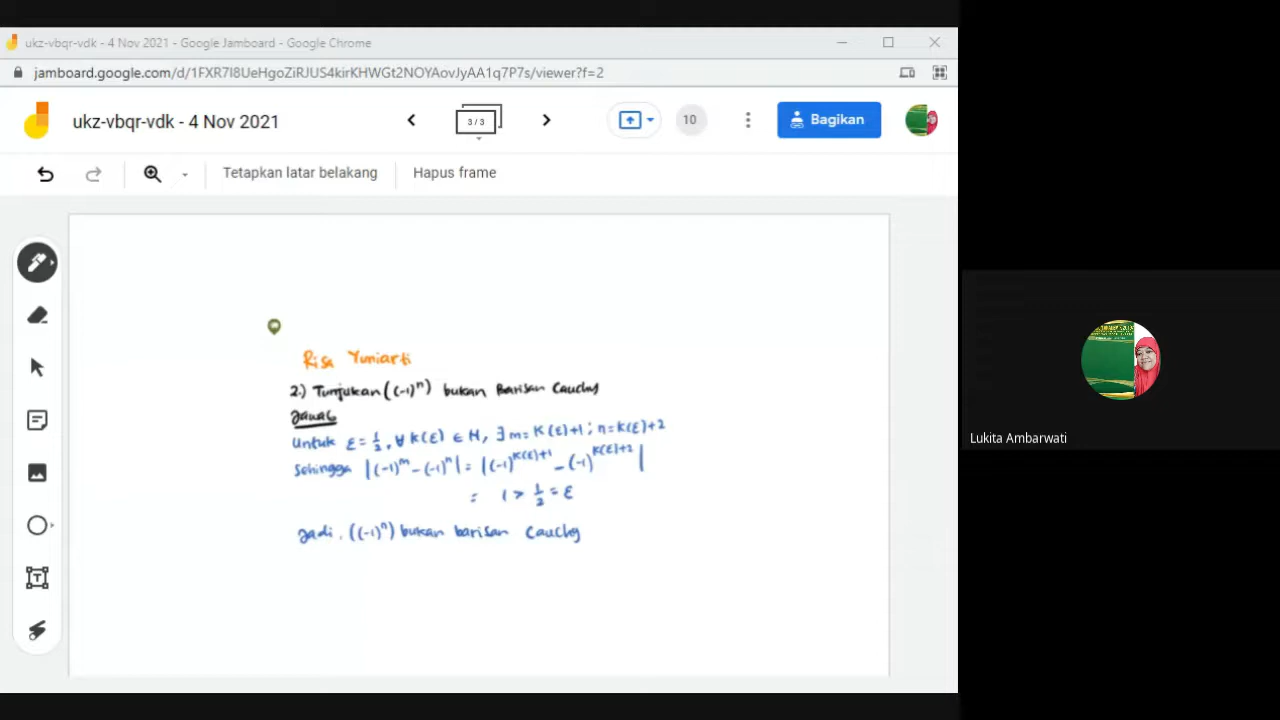 ukz-vbqr-vdk - 4 Nov 2021 - Google Jamboard - Google Chrome
jamboard.google.com/d/1FXR7I8UeHgoZiRJUS4kirKHWGt2NOYAovJyAA1q7P7s/viewer?f=2
ukz-vbqr-vdk - 4 Nov 2021
3 / 3
10
Bagikan
Tetapkan latar belakang
Hapus frame
Risa Yuniarti
2.) Tunjukan ((-1)^n) bukan Barisan Cauchy
Jawab
Untuk ε = 1/2, ∀ K(ε) ∈ N, ∃ m = K(ε)+1 ; n = K(ε)+2
Sehingga |(-1)^m - (-1)^n| = |(-1)^{K(ε)+1} - (-1)^{K(ε)+2}|
= 1 > 1/2 = ε
Jadi, ((-1)^n) bukan barisan Cauchy
Lukita Ambarwati